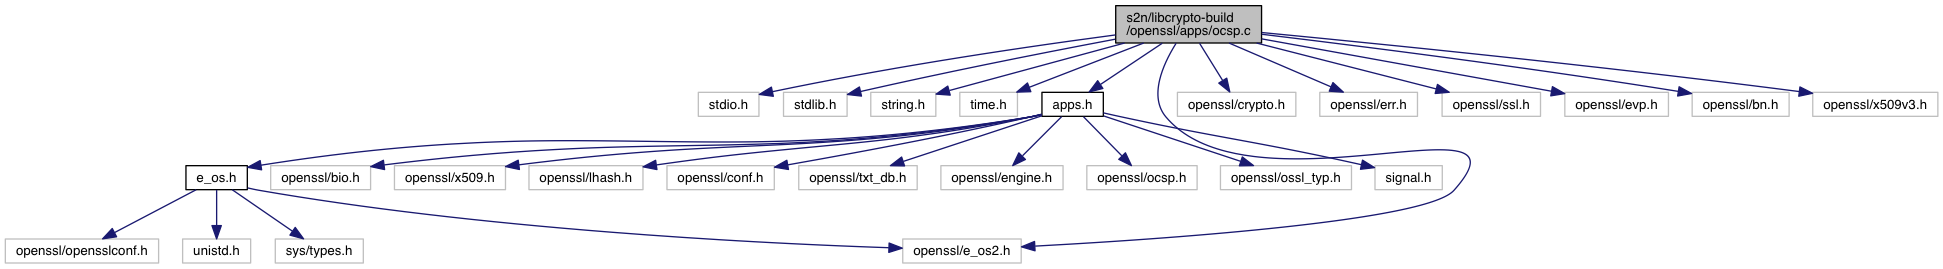 s2n/libcrypto-build
/openssl/apps/ocsp.c
stdio.h
stdlib.h
string.h
time.h
apps.h
openssl/crypto.h
openssl/err.h
openssl/ssl.h
openssl/evp.h
openssl/bn.h
openssl/x509v3.h
e_os.h
openssl/bio.h
openssl/x509.h
openssl/lhash.h
openssl/conf.h
openssl/txt_db.h
openssl/engine.h
openssl/ocsp.h
openssl/ossl_typ.h
signal.h
openssl/opensslconf.h
unistd.h
sys/types.h
openssl/e_os2.h